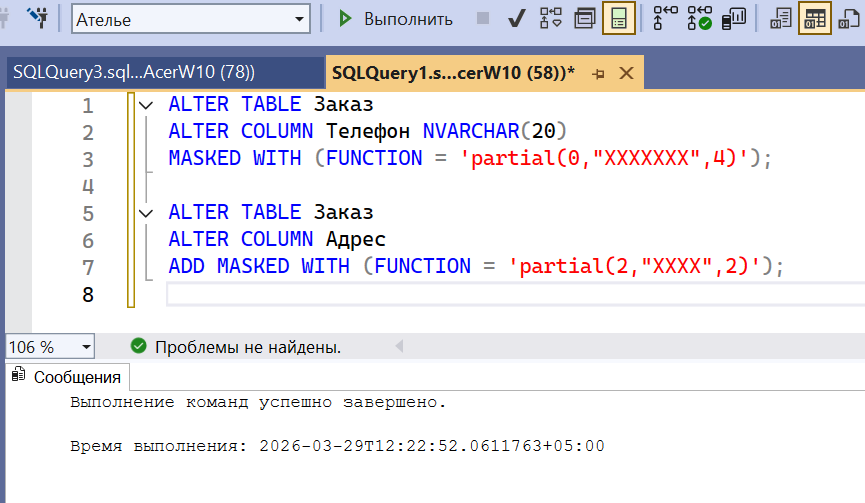 Ателье
Выполнить
SQLQuery3.sql...AcerW10 (78))
SQLQuery1.s...cerW10 (58))*
1 ALTER TABLE Заказ
2 ALTER COLUMN Телефон NVARCHAR(20)
3 MASKED WITH (FUNCTION = 'partial(0,"XXXXXXX",4)');
4
5 ALTER TABLE Заказ
6 ALTER COLUMN Адрес
7 ADD MASKED WITH (FUNCTION = 'partial(2,"XXXX",2)');
8
106 %
Проблемы не найдены.
Сообщения
Выполнение команд успешно завершено.
Время выполнения: 2026-03-29T12:22:52.0611763+05:00